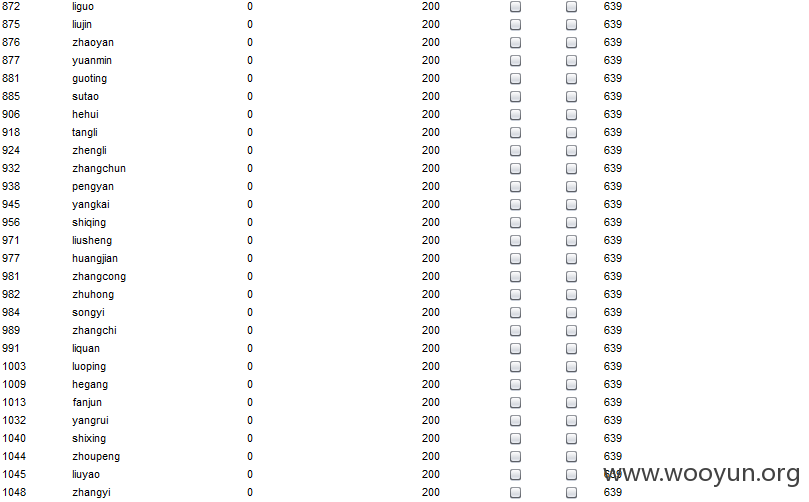 872 liguo 0 200 639
875 liujin 0 200 639
876 zhaoyan 0 200 639
877 yuanmin 0 200 639
881 guoting 0 200 639
885 sutao 0 200 639
906 hehui 0 200 639
918 tangli 0 200 639
924 zhengli 0 200 639
932 zhangchun 0 200 639
938 pengyan 0 200 639
945 yangkai 0 200 639
956 shiqing 0 200 639
971 liusheng 0 200 639
977 huangjian 0 200 639
981 zhangcong 0 200 639
982 zhuhong 0 200 639
984 songyi 0 200 639
989 zhangchi 0 200 639
991 liquan 0 200 639
1003 luoping 0 200 639
1009 hegang 0 200 639
1013 fanjun 0 200 639
1032 yangrui 0 200 639
1040 shixing 0 200 639
1044 zhoupeng 0 200 639
1045 liuyao 0 200 639
www.wooyun.org
1048 zhangyi 0 200 639